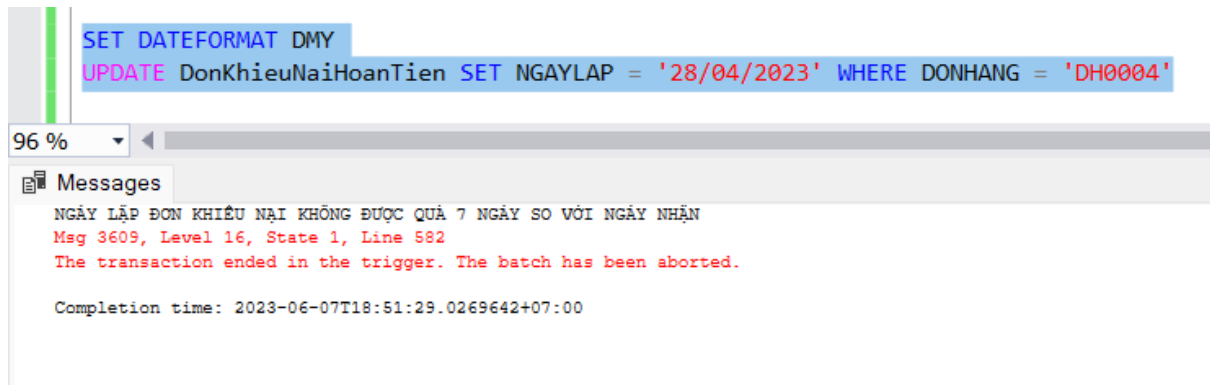 SET DATEFORMAT DMY
UPDATE DonKhieuNaiHoanTien SET NGAYLAP = '28/04/2023' WHERE DONHANG = 'DH0004'
96 %
Messages
NGÀY LẬP ĐƠN KHIẾU NẠI KHÔNG ĐƯỢC QUÁ 7 NGÀY SO VỚI NGÀY NHẬN
Msg 3609, Level 16, State 1, Line 582
The transaction ended in the trigger. The batch has been aborted.
Completion time: 2023-06-07T18:51:29.0269642+07:00